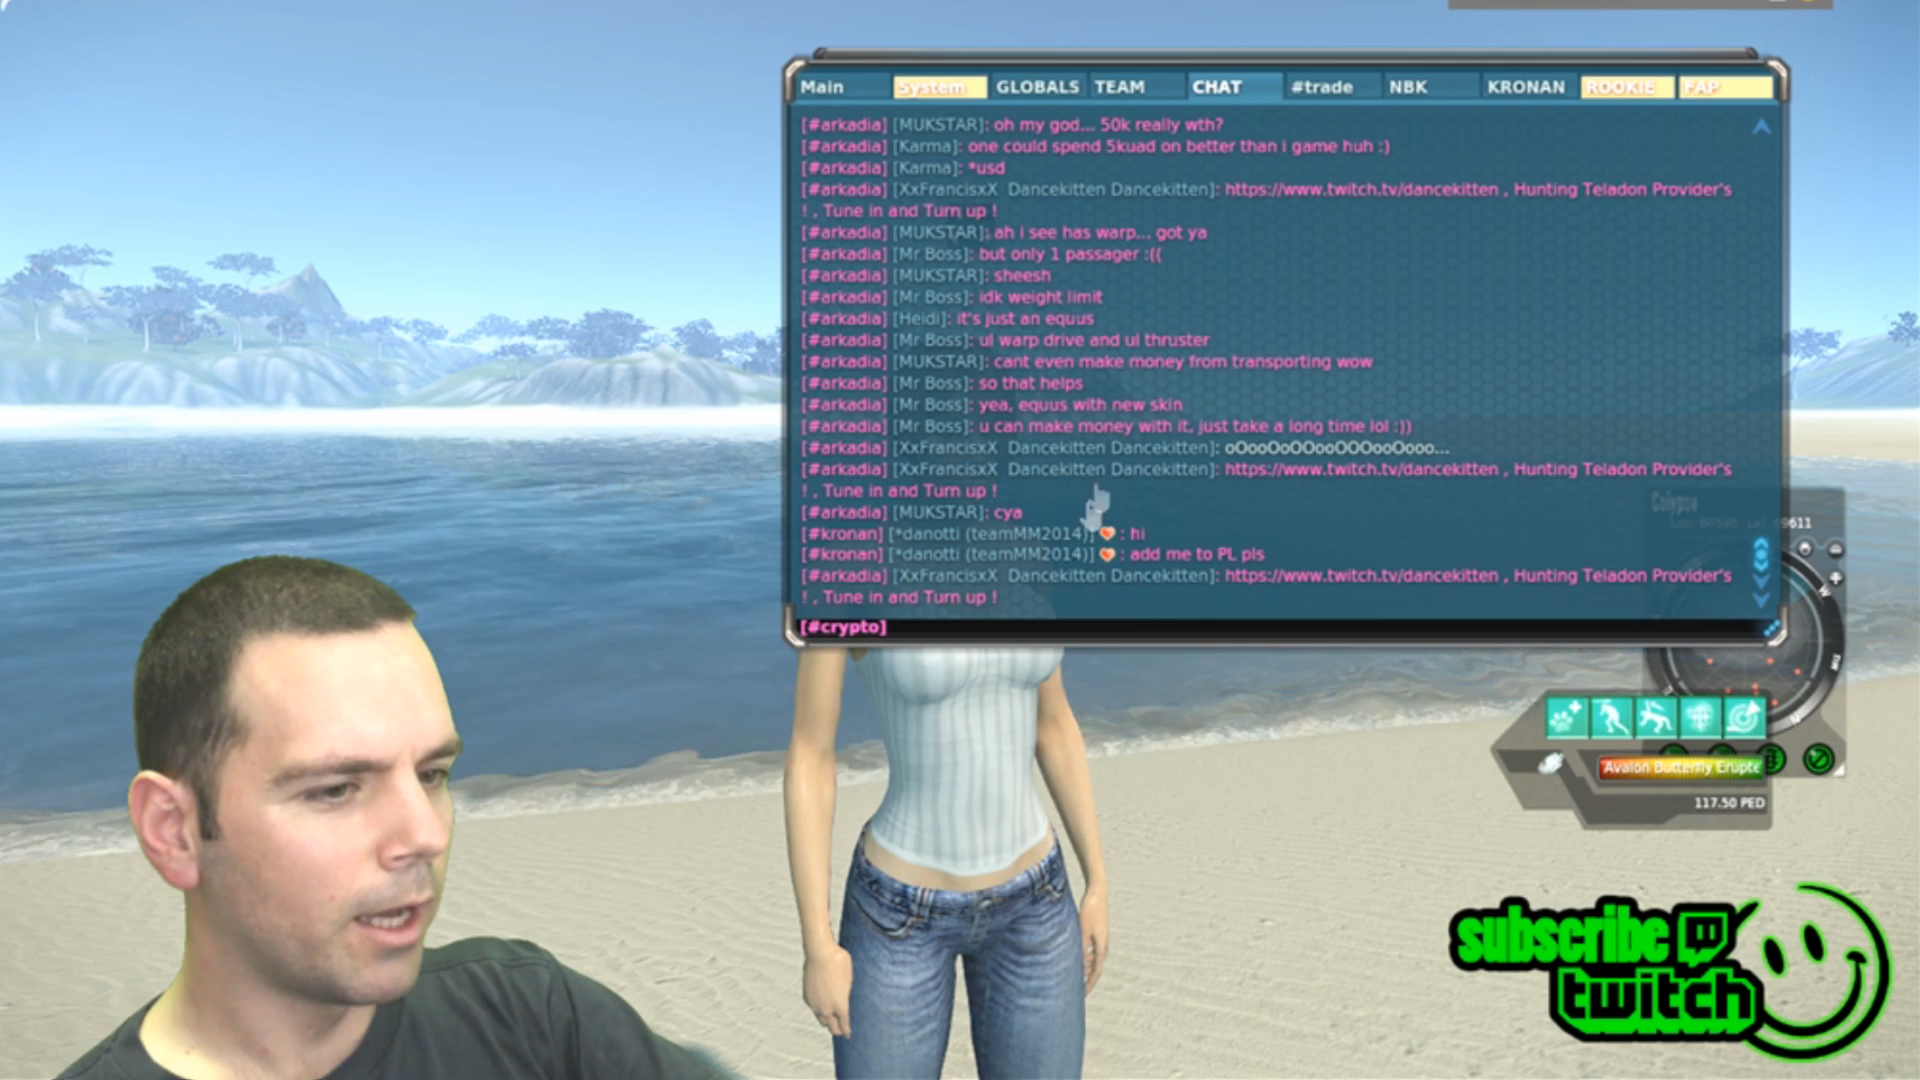 Main System GLOBALS TEAM CHAT #trade NBK KRONAN ROOKIE FAP
[#arkadia] [MUKSTAR]: oh my god... 50k really wth?
[#arkadia] [Karma]: one could spend 5kuad on better than i game huh :)
[#arkadia] [Karma]: *usd
[#arkadia] [XxFrancisxX Dancekitten Dancekitten]: https://www.twitch.tv/dancekitten , Hunting Teladon Provider's
! , Tune in and Turn up !
[#arkadia] [MUKSTAR]: ah i see has warp... got ya
[#arkadia] [Mr Boss]: but only 1 passager :((
[#arkadia] [MUKSTAR]: sheesh
[#arkadia] [Mr Boss]: idk weight limit
[#arkadia] [Heidi]: it's just an equus
[#arkadia] [Mr Boss]: ul warp drive and ul thruster
[#arkadia] [MUKSTAR]: cant even make money from transporting wow
[#arkadia] [Mr Boss]: so that helps
[#arkadia] [Mr Boss]: yea, equus with new skin
[#arkadia] [Mr Boss]: u can make money with it, just take a long time lol :))
[#arkadia] [XxFrancisxX Dancekitten Dancekitten]: oOooOoOOooOOOooOooo...
[#arkadia] [XxFrancisxX Dancekitten Dancekitten]: https://www.twitch.tv/dancekitten , Hunting Teladon Provider's
! , Tune in and Turn up !
[#arkadia] [MUKSTAR]: cya
[#kronan] [*danotti (teamMM2014)] : hi
[#kronan] [*danotti (teamMM2014)] : add me to PL pls
[#arkadia] [XxFrancisxX Dancekitten Dancekitten]: https://www.twitch.tv/dancekitten , Hunting Teladon Provider's
! , Tune in and Turn up !
[#crypto]
Calypso
Avalon Butterfly Erupte
117.50 PED
subscribe
twitch